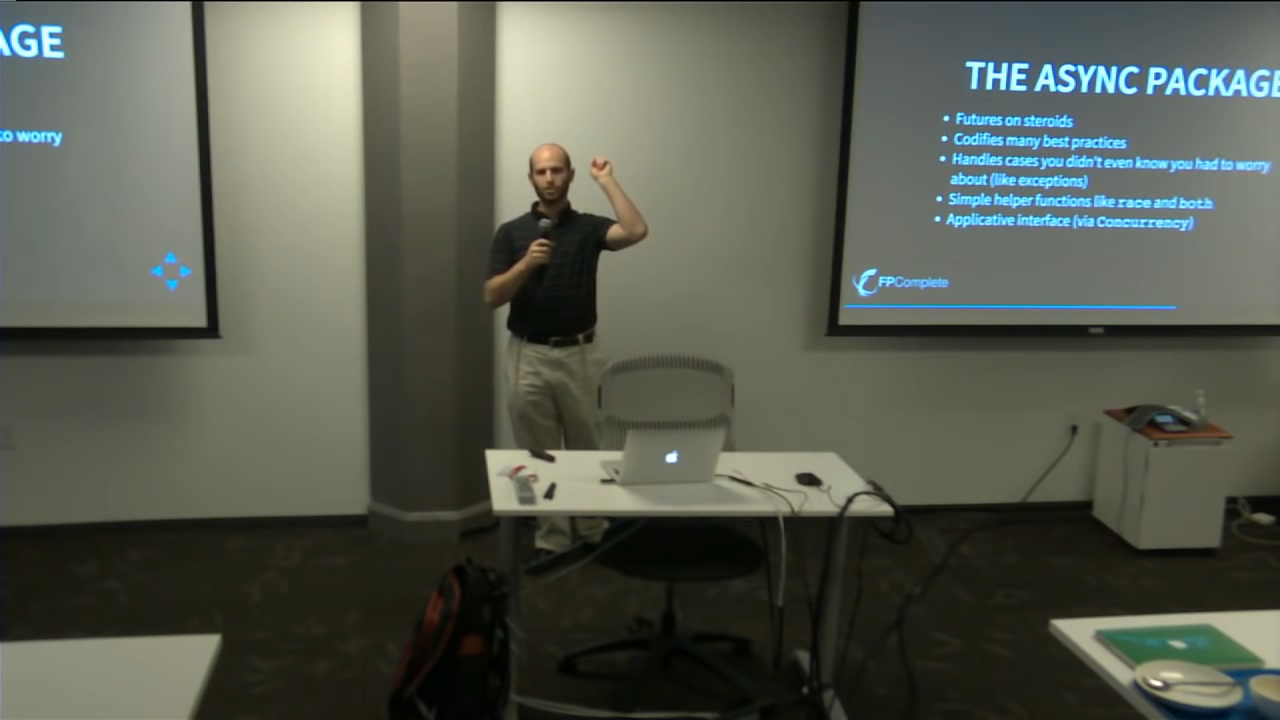 AGE
to worry
THE ASYNC PACKAGE
• Futures on steroids
• Codifies many best practices
• Handles cases you didn't even know you had to worry
about (like exceptions)
• Simple helper functions like race and both
• Applicative interface (via Concurrency)
FPComplete